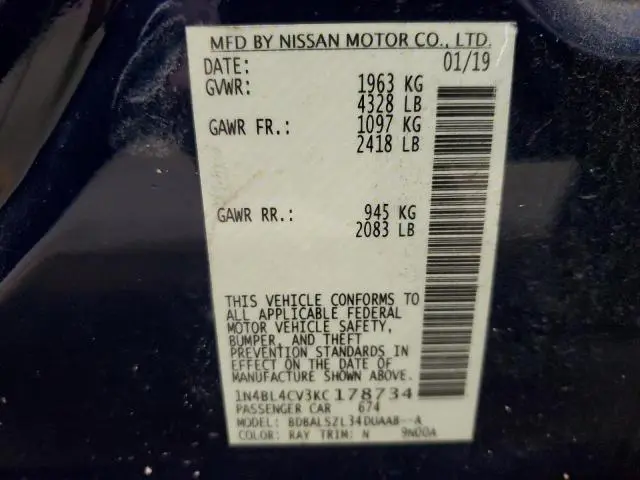 MFD BY NISSAN MOTOR CO., LTD.
DATE: 01/19
GVWR: 1963 KG
4328 LB
GAWR FR.: 1097 KG
2418 LB
GAWR RR.: 945 KG
2083 LB
THIS VEHICLE CONFORMS TO
ALL APPLICABLE FEDERAL
MOTOR VEHICLE SAFETY,
BUMPER, AND THEFT
PREVENTION STANDARDS IN
EFFECT ON THE DATE OF
MANUFACTURE SHOWN ABOVE.
1N4BL4CV3KC178734
PASSENGER CAR 674
MODEL: BDBALSZL34DUAAB--A
COLOR: RAY TRIM: N 9N00A